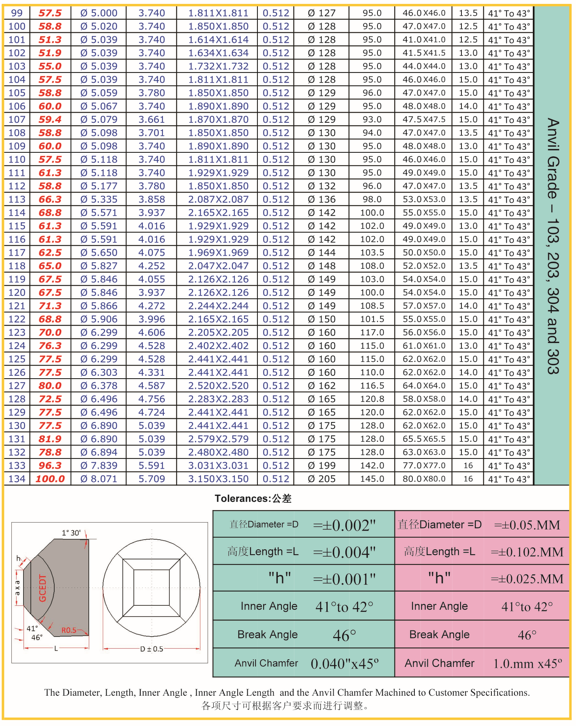 99 57.5 Ø 5.000 3.740 1.811X1.811 0.512 Ø 127 95.0 46.0X46.0 13.5 41° To 43°
100 58.8 Ø 5.020 3.740 1.850X1.850 0.512 Ø 128 95.0 47.0X47.0 12.5 41° To 43°
101 51.3 Ø 5.039 3.740 1.614X1.614 0.512 Ø 128 95.0 41.0X41.0 12.5 41° To 43°
102 51.9 Ø 5.039 3.740 1.634X1.634 0.512 Ø 128 95.0 41.5X41.5 13.0 41° To 43°
103 55.0 Ø 5.039 3.740 1.732X1.732 0.512 Ø 128 95.0 44.0X44.0 13.0 41° To 43°
104 57.5 Ø 5.039 3.740 1.811X1.811 0.512 Ø 128 95.0 46.0X46.0 15.0 41° To 43°
105 58.8 Ø 5.059 3.780 1.850X1.850 0.512 Ø 129 96.0 47.0X47.0 15.0 41° To 43°
106 60.0 Ø 5.067 3.740 1.890X1.890 0.512 Ø 129 95.0 48.0X48.0 14.0 41° To 43°
107 59.4 Ø 5.079 3.661 1.870X1.870 0.512 Ø 129 93.0 47.5X47.5 15.0 41° To 43°
108 58.8 Ø 5.098 3.701 1.850X1.850 0.512 Ø 130 94.0 47.0X47.0 13.5 41° To 43°
109 60.0 Ø 5.098 3.740 1.890X1.890 0.512 Ø 130 95.0 48.0X48.0 13.0 41° To 43°
110 57.5 Ø 5.118 3.740 1.811X1.811 0.512 Ø 130 95.0 46.0X46.0 15.0 41° To 43°
111 61.3 Ø 5.118 3.740 1.929X1.929 0.512 Ø 130 95.0 49.0X49.0 15.0 41° To 43°
112 58.8 Ø 5.177 3.780 1.850X1.850 0.512 Ø 132 96.0 47.0X47.0 13.5 41° To 43°
113 66.3 Ø 5.335 3.858 2.087X2.087 0.512 Ø 136 98.0 53.0X53.0 13.5 41° To 43°
114 68.8 Ø 5.571 3.937 2.165X2.165 0.512 Ø 142 100.0 55.0X55.0 15.0 41° To 43°
115 61.3 Ø 5.591 4.016 1.929X1.929 0.512 Ø 142 102.0 49.0X49.0 13.0 41° To 43°
116 61.3 Ø 5.591 4.016 1.929X1.929 0.512 Ø 142 102.0 49.0X49.0 15.0 41° To 43°
117 62.5 Ø 5.650 4.075 1.969X1.969 0.512 Ø 144 103.5 50.0X50.0 15.0 41° To 43°
118 65.0 Ø 5.827 4.252 2.047X2.047 0.512 Ø 148 108.0 52.0X52.0 13.5 41° To 43°
119 67.5 Ø 5.846 4.055 2.126X2.126 0.512 Ø 149 103.0 54.0X54.0 15.0 41° To 43°
120 67.5 Ø 5.846 3.937 2.126X2.126 0.512 Ø 149 100.0 54.0X54.0 15.0 41° To 43°
121 71.3 Ø 5.866 4.272 2.244X2.244 0.512 Ø 149 108.5 57.0X57.0 14.0 41° To 43°
122 68.8 Ø 5.906 3.996 2.165X2.165 0.512 Ø 150 101.5 55.0X55.0 15.0 41° To 43°
123 70.0 Ø 6.299 4.606 2.205X2.205 0.512 Ø 160 117.0 56.0X56.0 15.0 41° To 43°
124 76.3 Ø 6.299 4.528 2.402X2.402 0.512 Ø 160 115.0 61.0X61.0 13.0 41° To 43°
125 77.5 Ø 6.299 4.528 2.441X2.441 0.512 Ø 160 115.0 62.0X62.0 15.0 41° To 43°
126 77.5 Ø 6.303 4.331 2.441X2.441 0.512 Ø 160 110.0 62.0X62.0 14.0 41° To 43°
127 80.0 Ø 6.378 4.587 2.520X2.520 0.512 Ø 162 116.5 64.0X64.0 15.0 41° To 43°
128 72.5 Ø 6.496 4.756 2.283X2.283 0.512 Ø 165 120.8 58.0X58.0 14.0 41° To 43°
129 77.5 Ø 6.496 4.724 2.441X2.441 0.512 Ø 165 120.0 62.0X62.0 15.0 41° To 43°
130 77.5 Ø 6.890 5.039 2.441X2.441 0.512 Ø 175 128.0 62.0X62.0 15.0 41° To 43°
131 81.9 Ø 6.890 5.039 2.579X2.579 0.512 Ø 175 128.0 65.5X65.5 15.0 41° To 43°
132 78.8 Ø 6.894 5.039 2.480X2.480 0.512 Ø 175 128.0 63.0X63.0 15.0 41° To 43°
133 96.3 Ø 7.839 5.591 3.031X3.031 0.512 Ø 199 142.0 77.0X77.0 16 41° To 43°
134 100.0 Ø 8.071 5.709 3.150X3.150 0.512 Ø 205 145.0 80.0X80.0 16 41° To 43°
Anvil Grade – 103, 203, 304 and 303
Tolerances:公差
1° 30'
h
a x a
GCEDT
41°
46°
R0.5
L
D ± 0.5
直径Diameter =D =±0.002" 直径Diameter =D =±0.05.MM
高度Length =L =±0.004" 高度Length =L =±0.102.MM
"h" =±0.001" "h" =±0.025.MM
Inner Angle 41°to 42° Inner Angle 41°to 42°
Break Angle 46° Break Angle 46°
Anvil Chamfer 0.040"x45º Anvil Chamfer 1.0.mm x45º
The Diameter, Length, Inner Angle , Inner Angle Length and the Anvil Chamfer Machined to Customer Specifications.
各项尺寸可根据客户要求而进行调整。